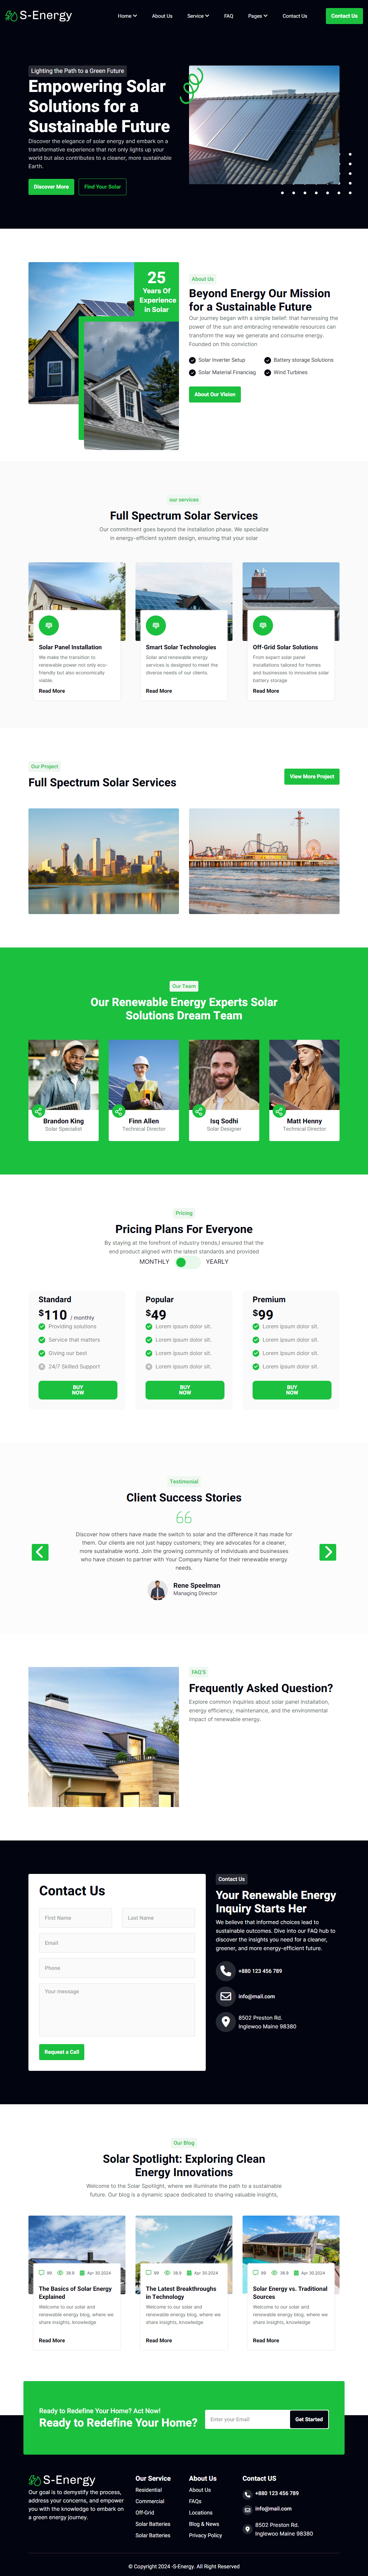 S-Energy
Home
About Us
Service
FAQ
Pages
Contact Us
Contact Us
Lighting the Path to a Green Future
Empowering Solar
Solutions for a
Sustainable Future
Discover the elegance of solar energy and embark on a
transformative experience that not only lights up your
world but also contributes to a cleaner, more sustainable
Earth.
Discover More
Find Your Solar
25
Years Of
Experience
in Solar
About Us
Beyond Energy Our Mission
for a Sustainable Future
Our journey began with a simple belief: that harnessing the
power of the sun and embracing renewable resources can
transform the way we generate and consume energy.
Founded on this conviction
Solar Inverter Setup
Battery storage Solutions
Solar Material Financiag
Wind Turbines
About Our Vision
our services
Full Spectrum Solar Services
Our commitment goes beyond the installation phase. We specialize
in energy-efficient system design, ensuring that your solar
Solar Panel Installation
We make the transition to
renewable power not only eco-
friendly but also economically
viable.
Read More
Smart Solar Technologies
Solar and renewable energy
services is designed to meet the
diverse needs of our clients.
Read More
Off-Grid Solar Solutions
From expert solar panel
installations tailored for homes
and businesses to innovative solar
battery storage
Read More
Our Project
Full Spectrum Solar Services
View More Project
Our Team
Our Renewable Energy Experts Solar
Solutions Dream Team
Brandon King
Solar Specialist
Finn Allen
Technical Director
Isq Sodhi
Solar Designer
Matt Henny
Technical Director
Pricing
Pricing Plans For Everyone
By staying at the forefront of industry trends,I ensured that the
end product aligned with the latest standards and provided
MONTHLY
YEARLY
Standard
$110 / monthly
Providing solutions
Service that matters
Giving our best
24/7 Skilled Support
BUY
NOW
Popular
$49
Lorem ipsum dolor sit.
Lorem ipsum dolor sit.
Lorem ipsum dolor sit.
Lorem ipsum dolor sit.
BUY
NOW
Premium
$99
Lorem ipsum dolor sit.
Lorem ipsum dolor sit.
Lorem ipsum dolor sit.
Lorem ipsum dolor sit.
BUY
NOW
Testimonial
Client Success Stories
Discover how others have made the switch to solar and the difference it has made for
them. Our clients are not just happy customers; they are advocates for a cleaner,
more sustainable world. Join the growing community of individuals and businesses
who have chosen to partner with Your Company Name for their renewable energy
needs.
Rene Speelman
Managing Director
FAQ'S
Frequently Asked Question?
Explore common inquiries about solar panel installation,
energy efficiency, maintenance, and the environmental
impact of renewable energy.
Contact Us
First Name
Last Name
Email
Phone
Your message
Request a Call
Contact Us
Your Renewable Energy
Inquiry Starts Her
We believe that informed choices lead to
sustainable outcomes. Dive into our FAQ hub to
discover the insights you need for a cleaner,
greener, and more energy-efficient future.
+880 123 456 789
info@mail.com
8502 Preston Rd.
Inglewoo Maine 98380
Our Blog
Solar Spotlight: Exploring Clean
Energy Innovations
Welcome to the Solar Spotlight, where we illuminate the path to a sustainable
future. Our blog is a dynamic space dedicated to sharing valuable insights,
99 38.9 Apr 30.2024
The Basics of Solar Energy
Explained
Welcome to our solar and
renewable energy blog, where we
share insights, knowledge
Read More
99 38.9 Apr 30.2024
The Latest Breakthroughs
in Technology
Welcome to our solar and
renewable energy blog, where we
share insights, knowledge
Read More
99 38.9 Apr 30.2024
Solar Energy vs. Traditional
Sources
Welcome to our solar and
renewable energy blog, where we
share insights, knowledge
Read More
Ready to Redefine Your Home? Act Now!
Ready to Redefine Your Home?
Enter your Email
Get Started
S-Energy
Our goal is to demystify the process,
address your concerns, and empower
you with the knowledge to embark on
a green energy journey.
Our Service
Residential
Commercial
Off-Grid
Solar Batteries
Solar Batteries
About Us
About Us
FAQs
Locations
Blog & News
Privacy Policy
Contact US
+880 123 456 789
info@mail.com
8502 Preston Rd.
Inglewoo Maine 98380
© Copyright 2024 -S-Energy. All Right Reserved